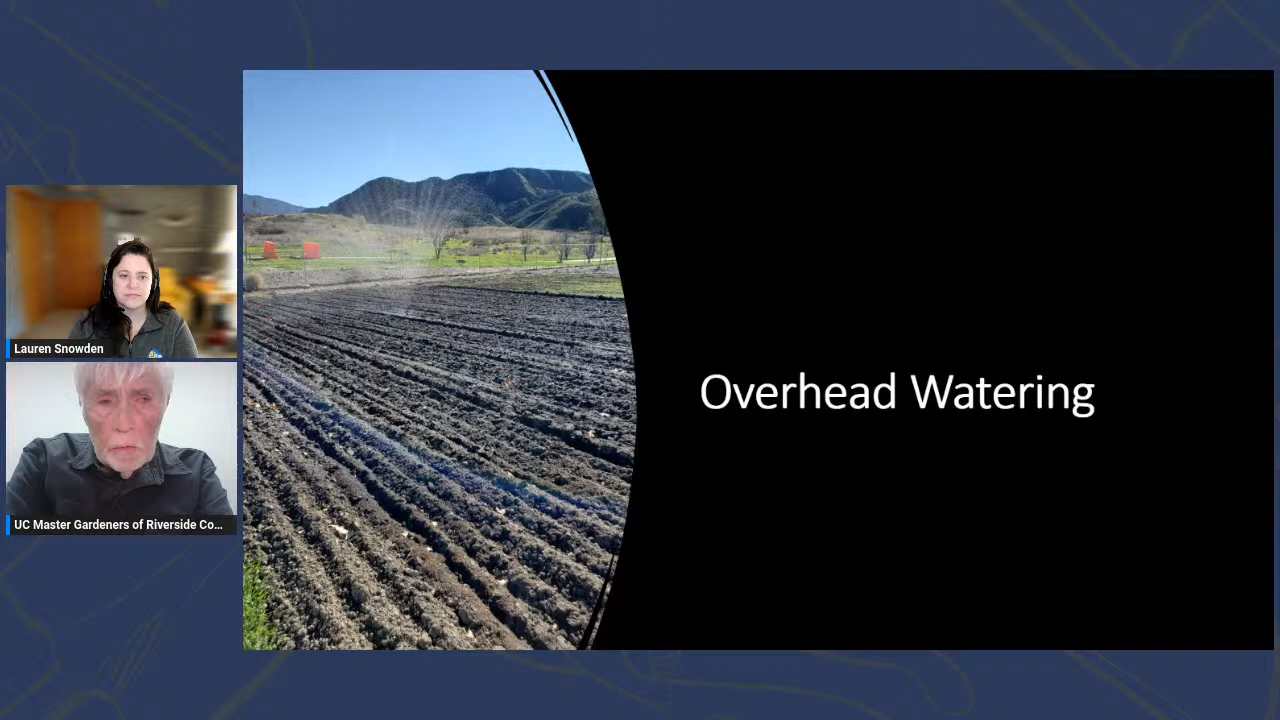 Lauren Snowden
UC Master Gardeners of Riverside Co...
Overhead Watering